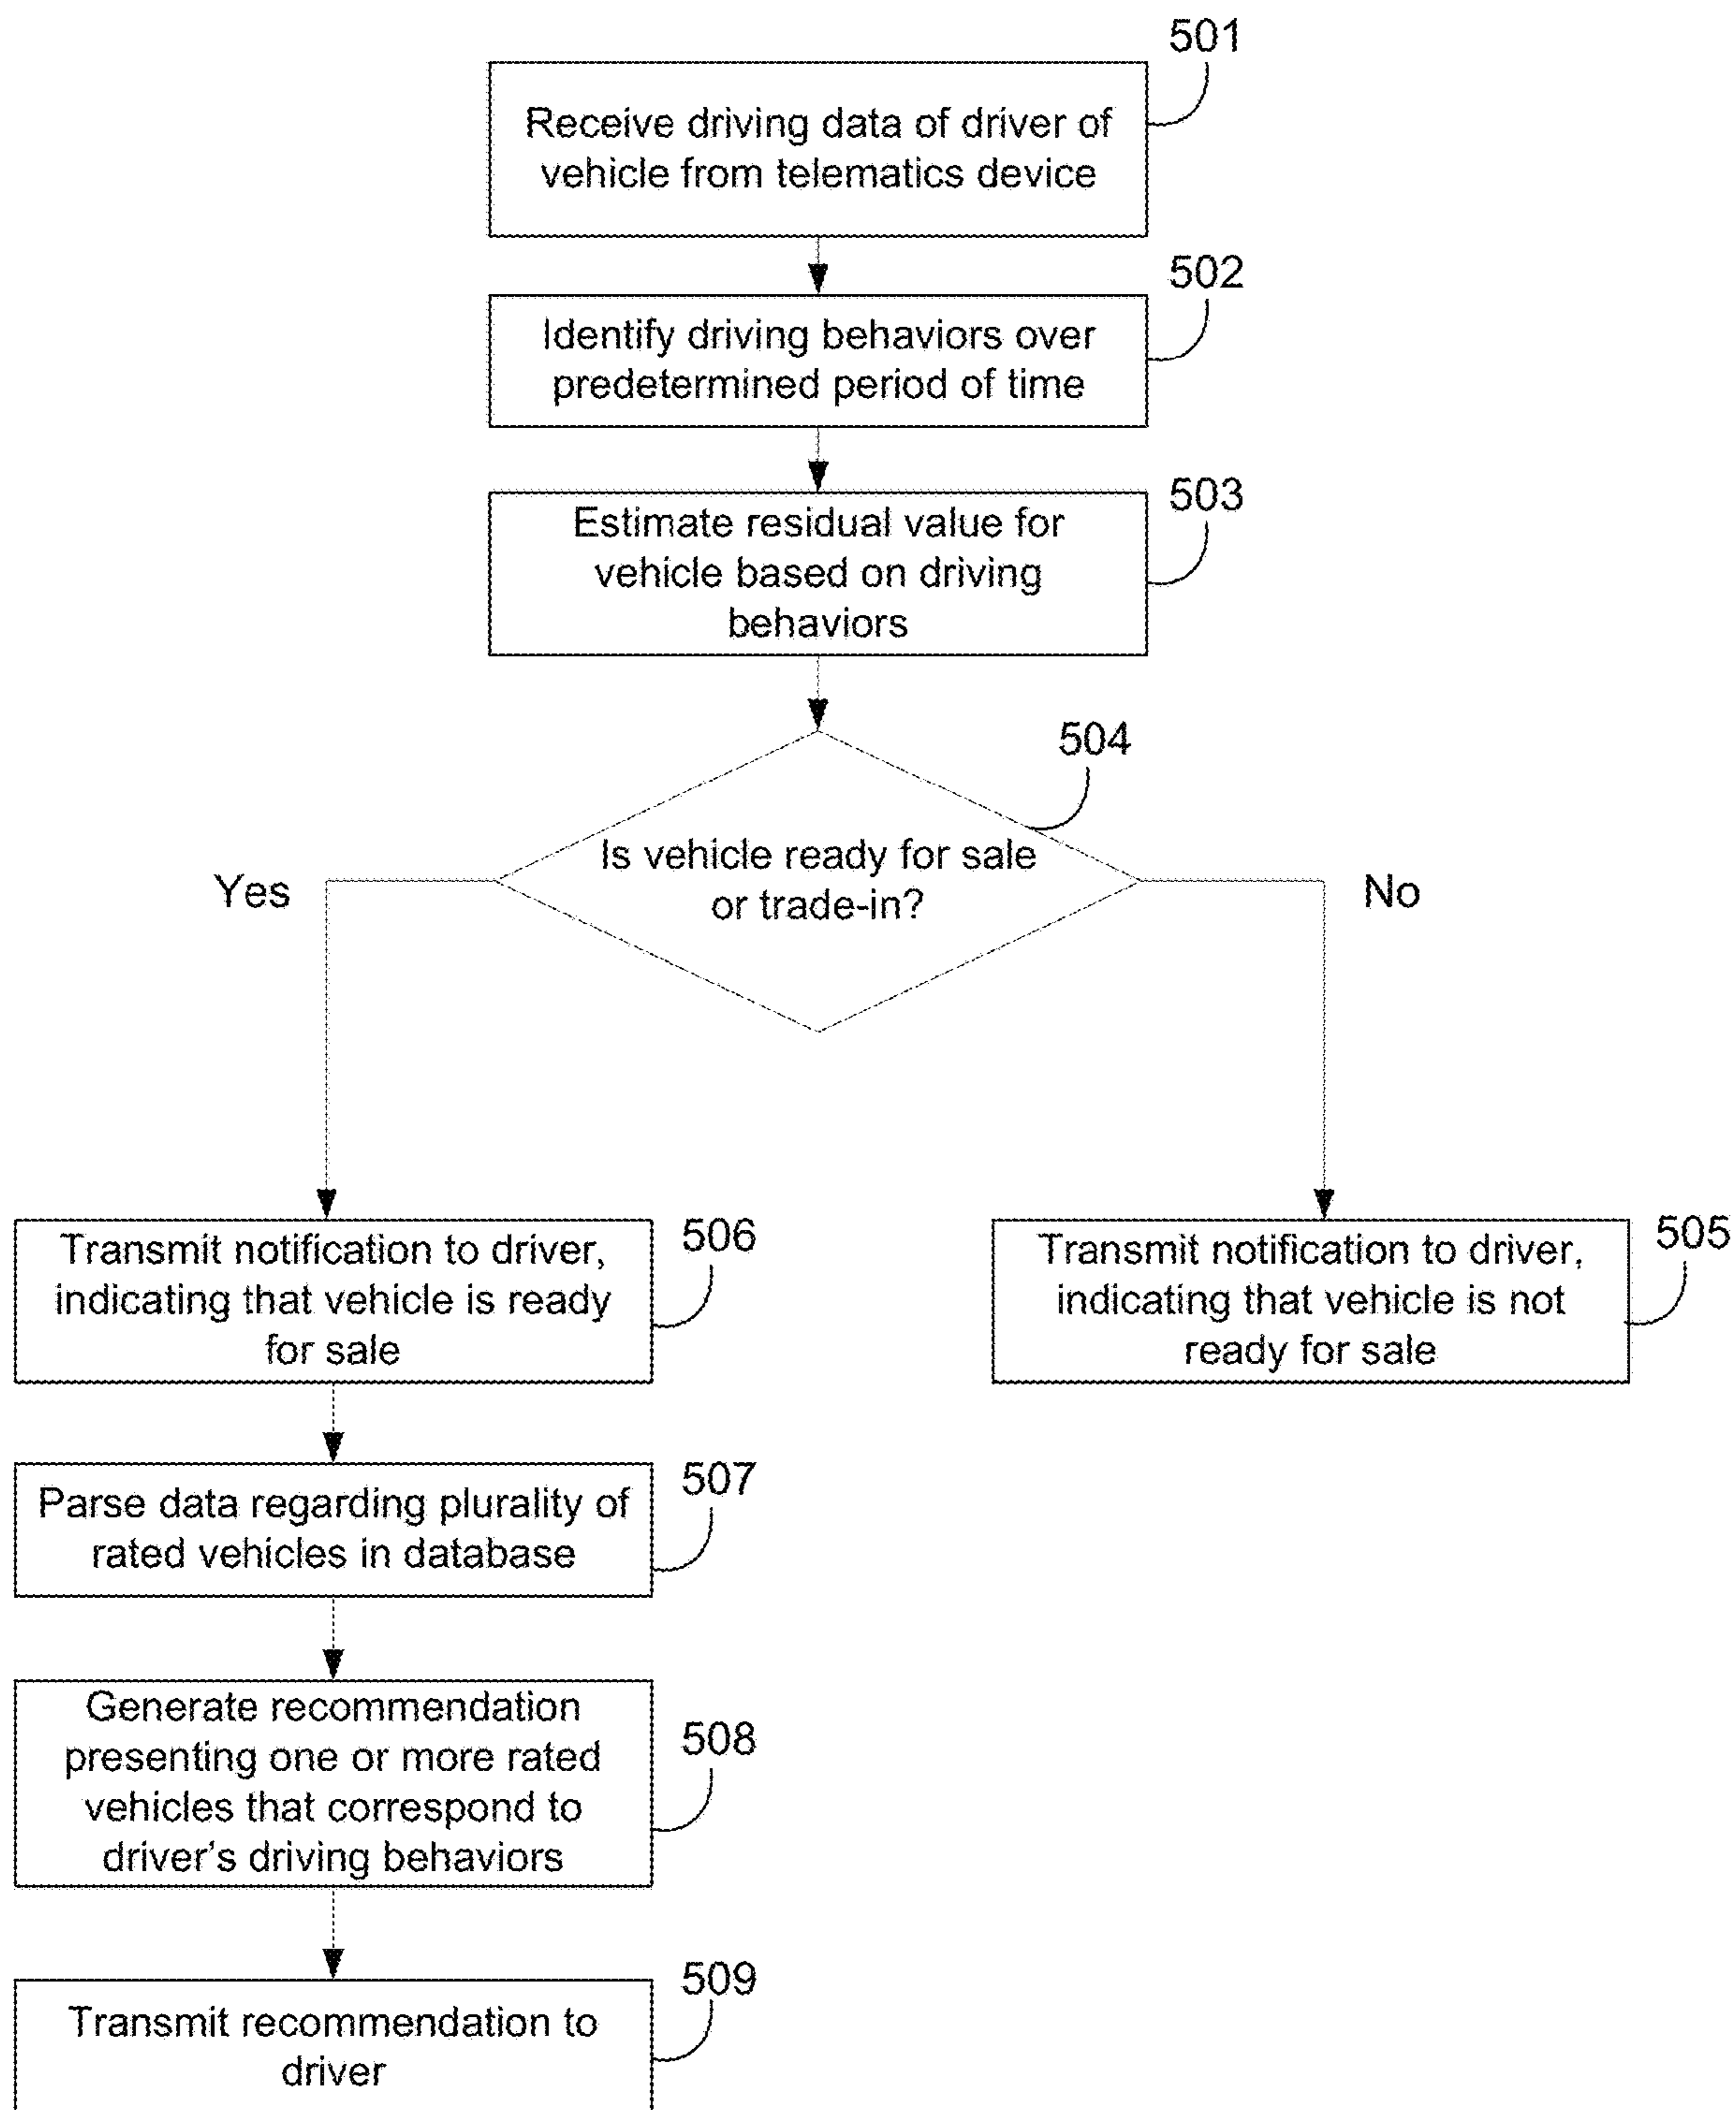 501
Receive driving data of driver of
vehicle from telematics device
502
Identify driving behaviors over
predetermined period of time
503
Estimate residual value for
vehicle based on driving
behaviors
504
Is vehicle ready for sale
or trade-in?
Yes
No
506
Transmit notification to driver,
indicating that vehicle is ready
for sale
505
Transmit notification to driver,
indicating that vehicle is not
ready for sale
507
Parse data regarding plurality of
rated vehicles in database
508
Generate recommendation
presenting one or more rated
vehicles that correspond to
driver's driving behaviors
509
Transmit recommendation to
driver